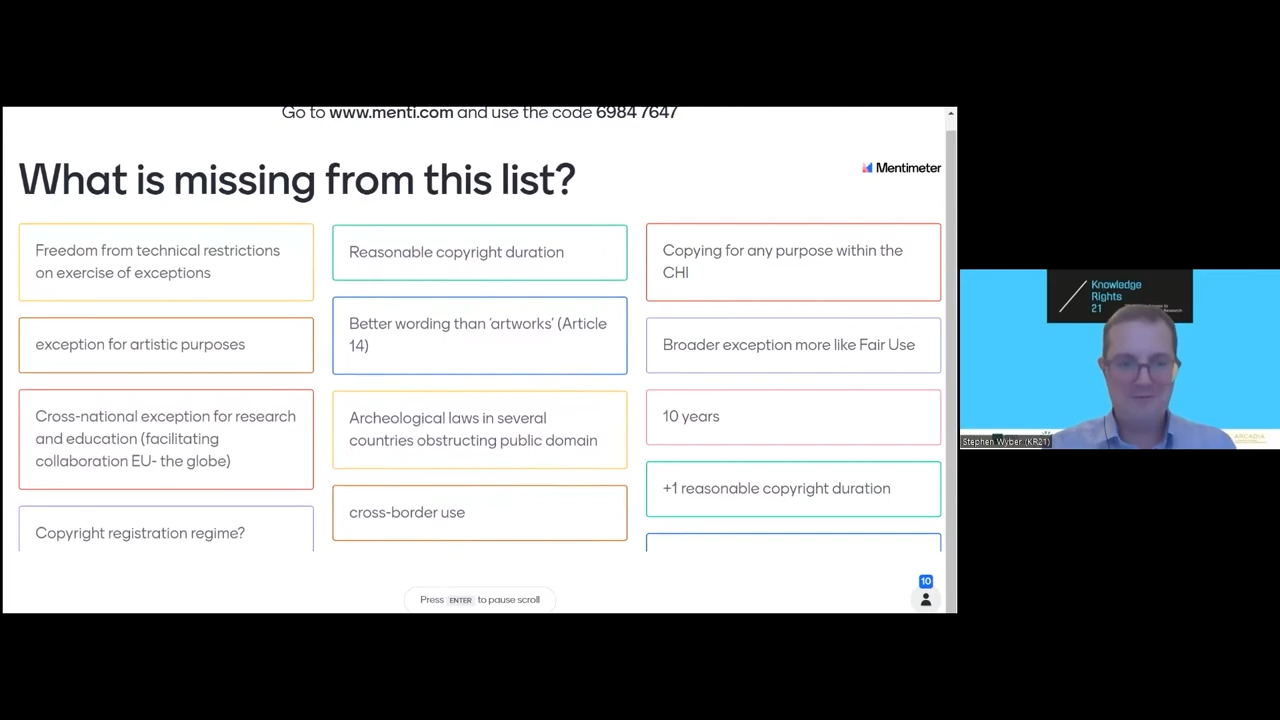 Go to www.menti.com and use the code 6984 7647
What is missing from this list?
Mentimeter
Freedom from technical restrictions
on exercise of exceptions
exception for artistic purposes
Cross-national exception for research
and education (facilitating
collaboration EU- the globe)
Copyright registration regime?
Reasonable copyright duration
Better wording than 'artworks' (Article
14)
Archeological laws in several
countries obstructing public domain
cross-border use
Copying for any purpose within the
CHI
Broader exception more like Fair Use
10 years
+1 reasonable copyright duration
Press ENTER to pause scroll
10
Knowledge
Rights
21
Stephen Wyber (KR21)
ARCADIA